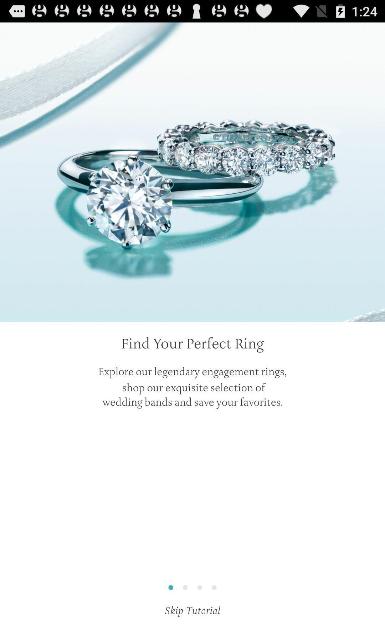 1:24
Find Your Perfect Ring
Explore our legendary engagement rings,
shop our exquisite selection of
wedding bands and save your favorites.
Skip Tutorial